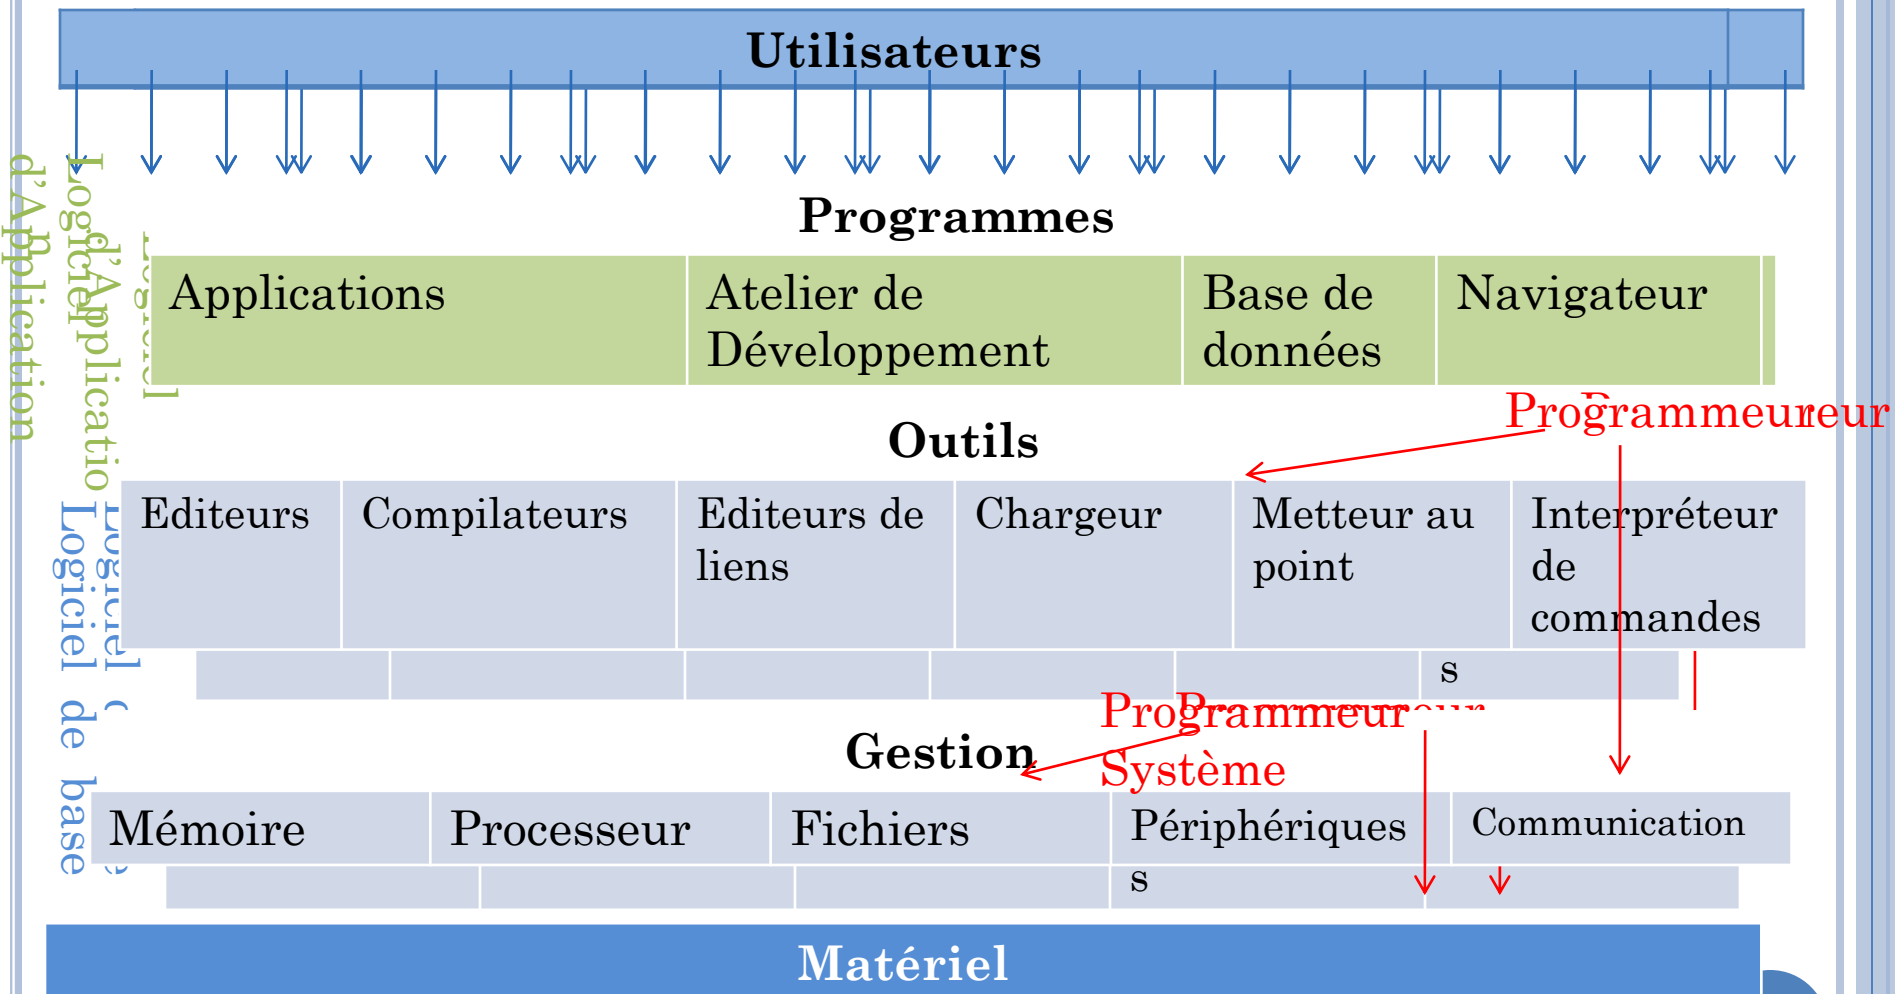 Utilisateurs
Programmes
Logiciel
d'Application
Applications
Atelier de
Développement
Base de
données
Navigateur
Programmeur
Outils
Logiciel de base
Editeurs
Compilateurs
Editeurs de
liens
Chargeur
Metteur au
point
Interpréteur
de
commandes
s
Programmeur
Système
Gestion
Mémoire
Processeur
Fichiers
Périphériques
Communication
s
Matériel